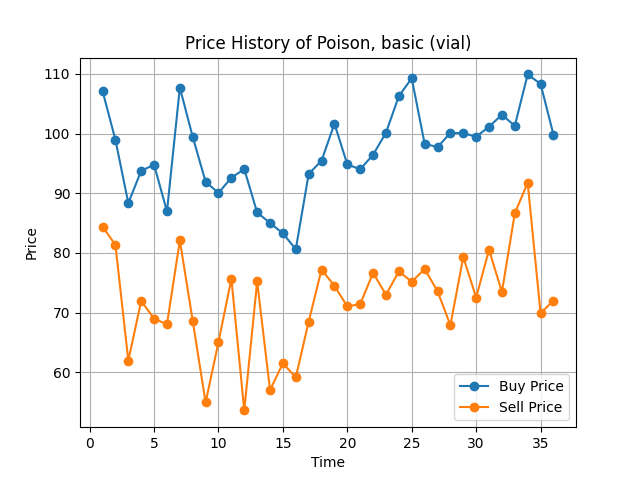 Price History of Poison, basic (vial)
Price
110
100
90
80
70
60
0 5 10 15 20 25 30 35
Time
Buy Price
Sell Price